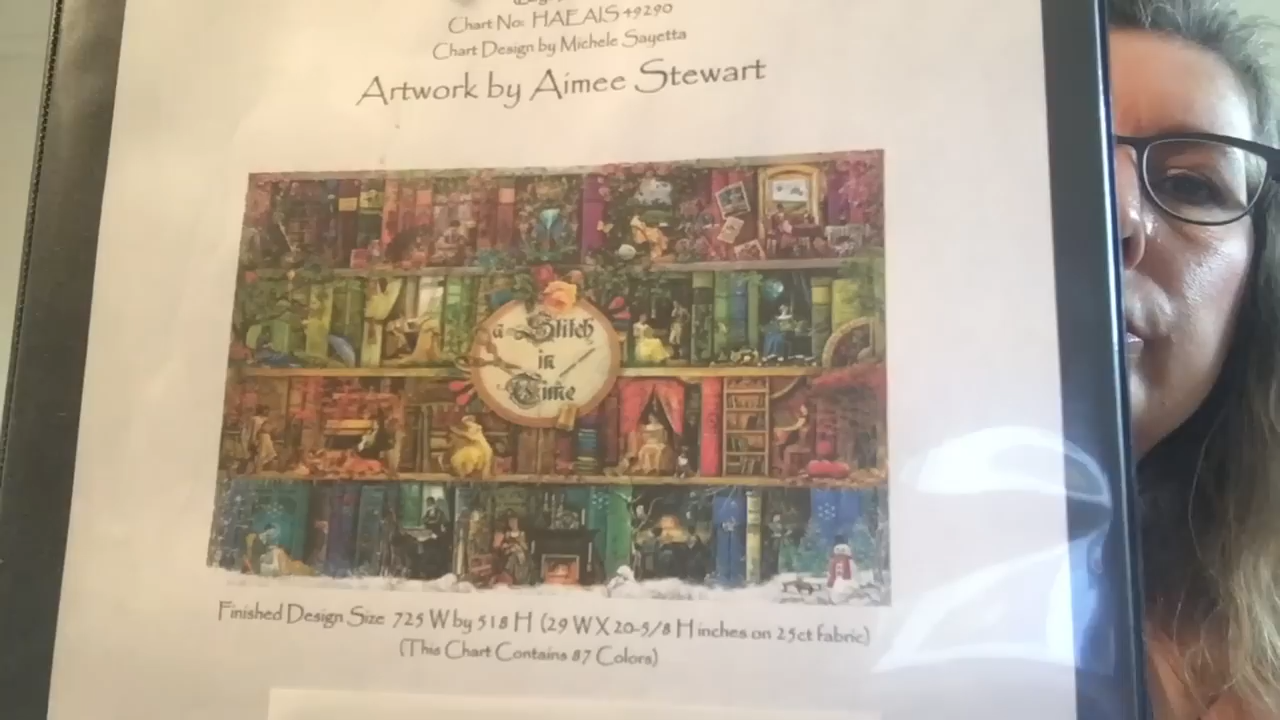 Chart No: HAEAIS 49290
Chart Design by Michele Sayetta
Artwork by Aimee Stewart
a Stitch
in
Time
Finished Design Size 725 W by 518 H (29 W X 20-5/8 H inches on 25ct fabric)
(This Chart Contains 87 Colors)